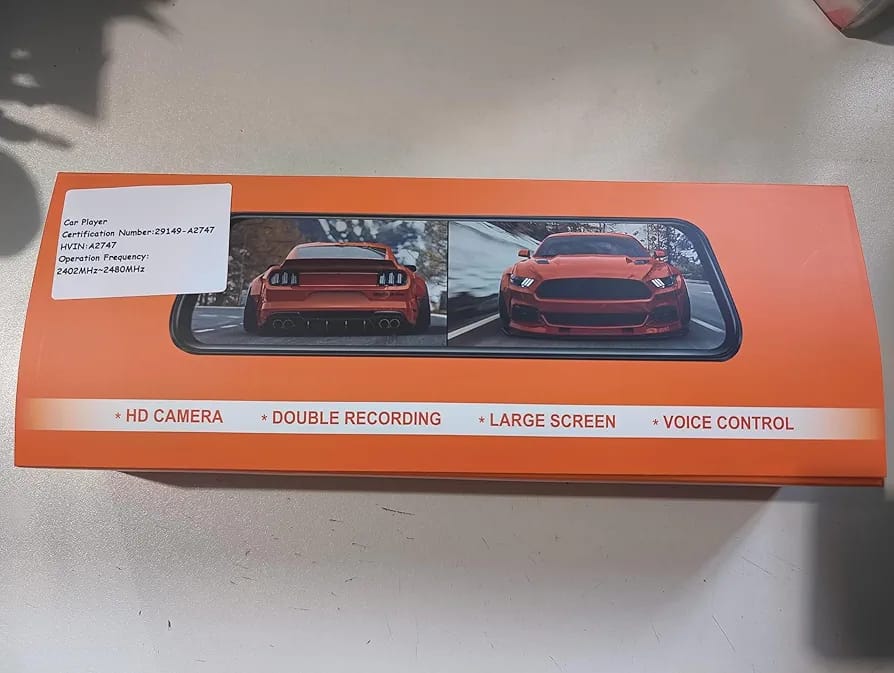 Car Player
Certification Number:29149-A2747
HVIN:A2747
Operation Frequency:
2402MHz~2480MHz
* HD CAMERA * DOUBLE RECORDING * LARGE SCREEN * VOICE CONTROL